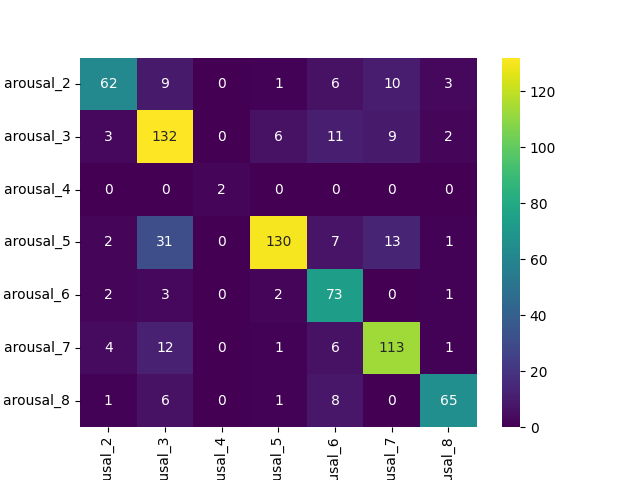 arousal_2 62 9 0 1 6 10 3
arousal_3 3 132 0 6 11 9 2
arousal_4 0 0 2 0 0 0 0
arousal_5 2 31 0 130 7 13 1
arousal_6 2 3 0 2 73 0 1
arousal_7 4 12 0 1 6 113 1
arousal_8 1 6 0 1 8 0 65
usal_2
usal_3
usal_4
usal_5
usal_6
usal_7
usal_8
120
100
80
60
40
20
0